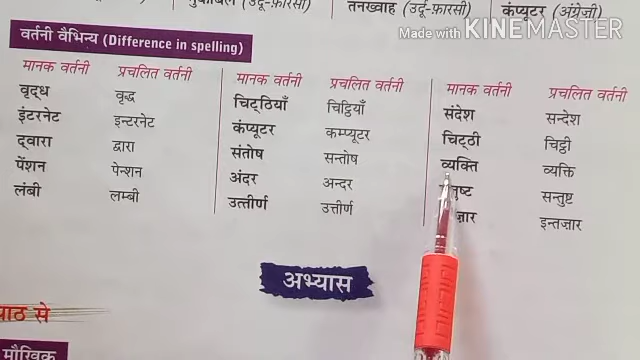 मुकाबिल (उर्दू-फ़ारसी) तनख्वाह (उर्दू-फ़ारसी) कंप्यूटर (अंग्रेज़ी)
Made with KINEMASTER
वर्तनी वैभिन्य (Difference in spelling)
मानक वर्तनी प्रचलित वर्तनी मानक वर्तनी प्रचलित वर्तनी मानक वर्तनी प्रचलित वर्तनी
वृद्‌ध वृद्ध चिट्‌ठियाँ चिट्ठियाँ संदेश सन्देश
इंटरनेट इन्टरनेट कंप्यूटर कम्प्यूटर चिट्‌ठी चिट्ठी
द्‌वारा द्वारा संतोष सन्तोष व्यक्ति व्यक्ति
पेंशन पेन्शन अंदर अन्दर सन्तुष्ट
लंबी लम्बी उत्‍तीर्ण उत्तीर्ण इन्तज़ार
अभ्यास
पाठ से
मौखिक